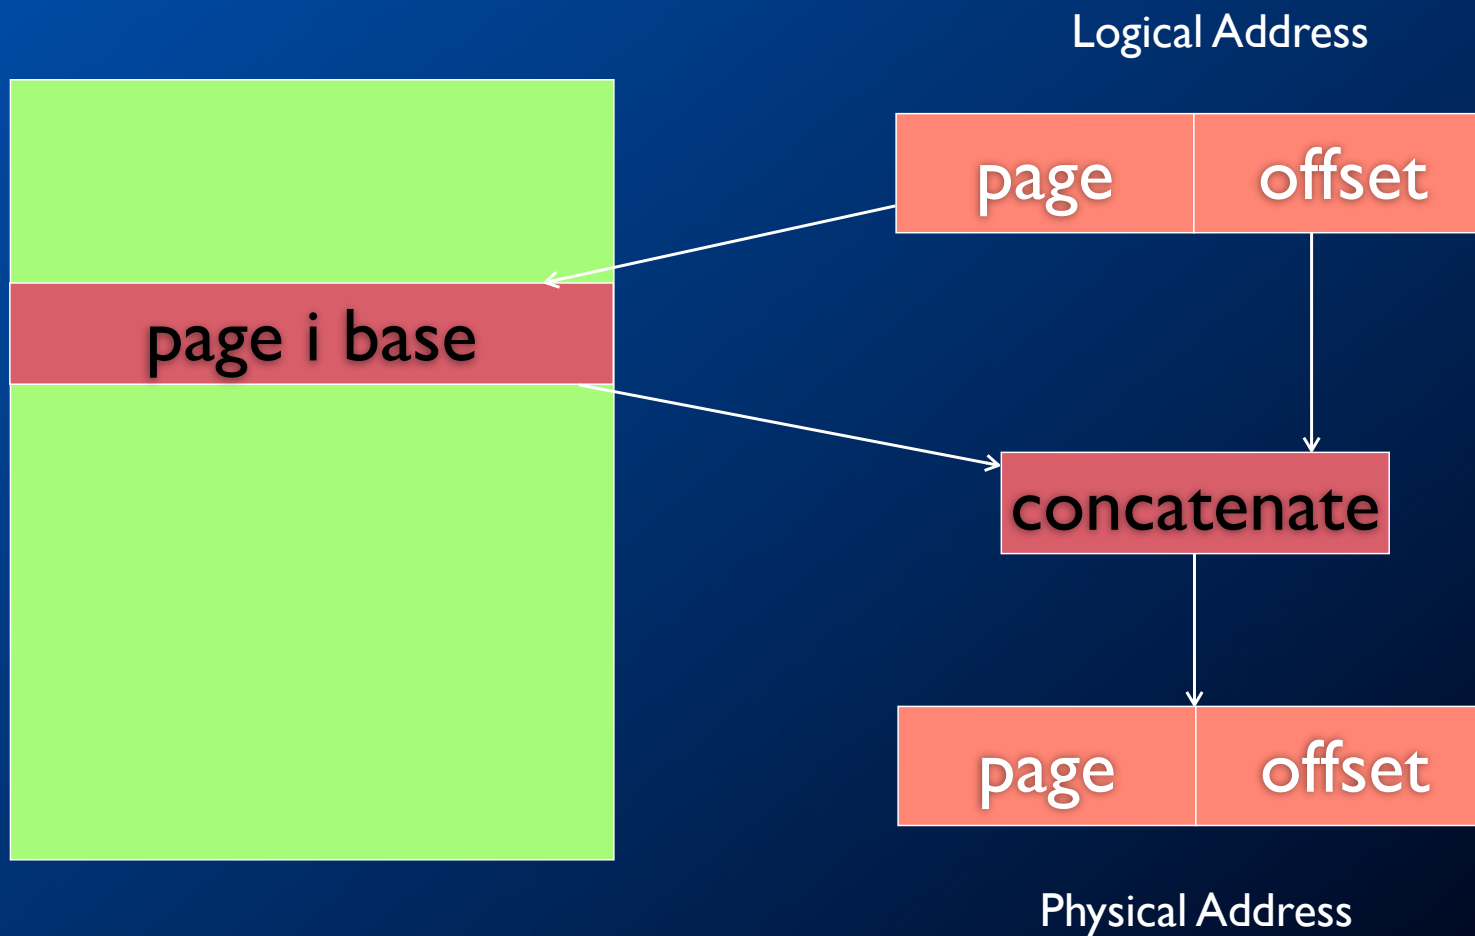 Logical Address
page offset
page i base
concatenate
page offset
Physical Address